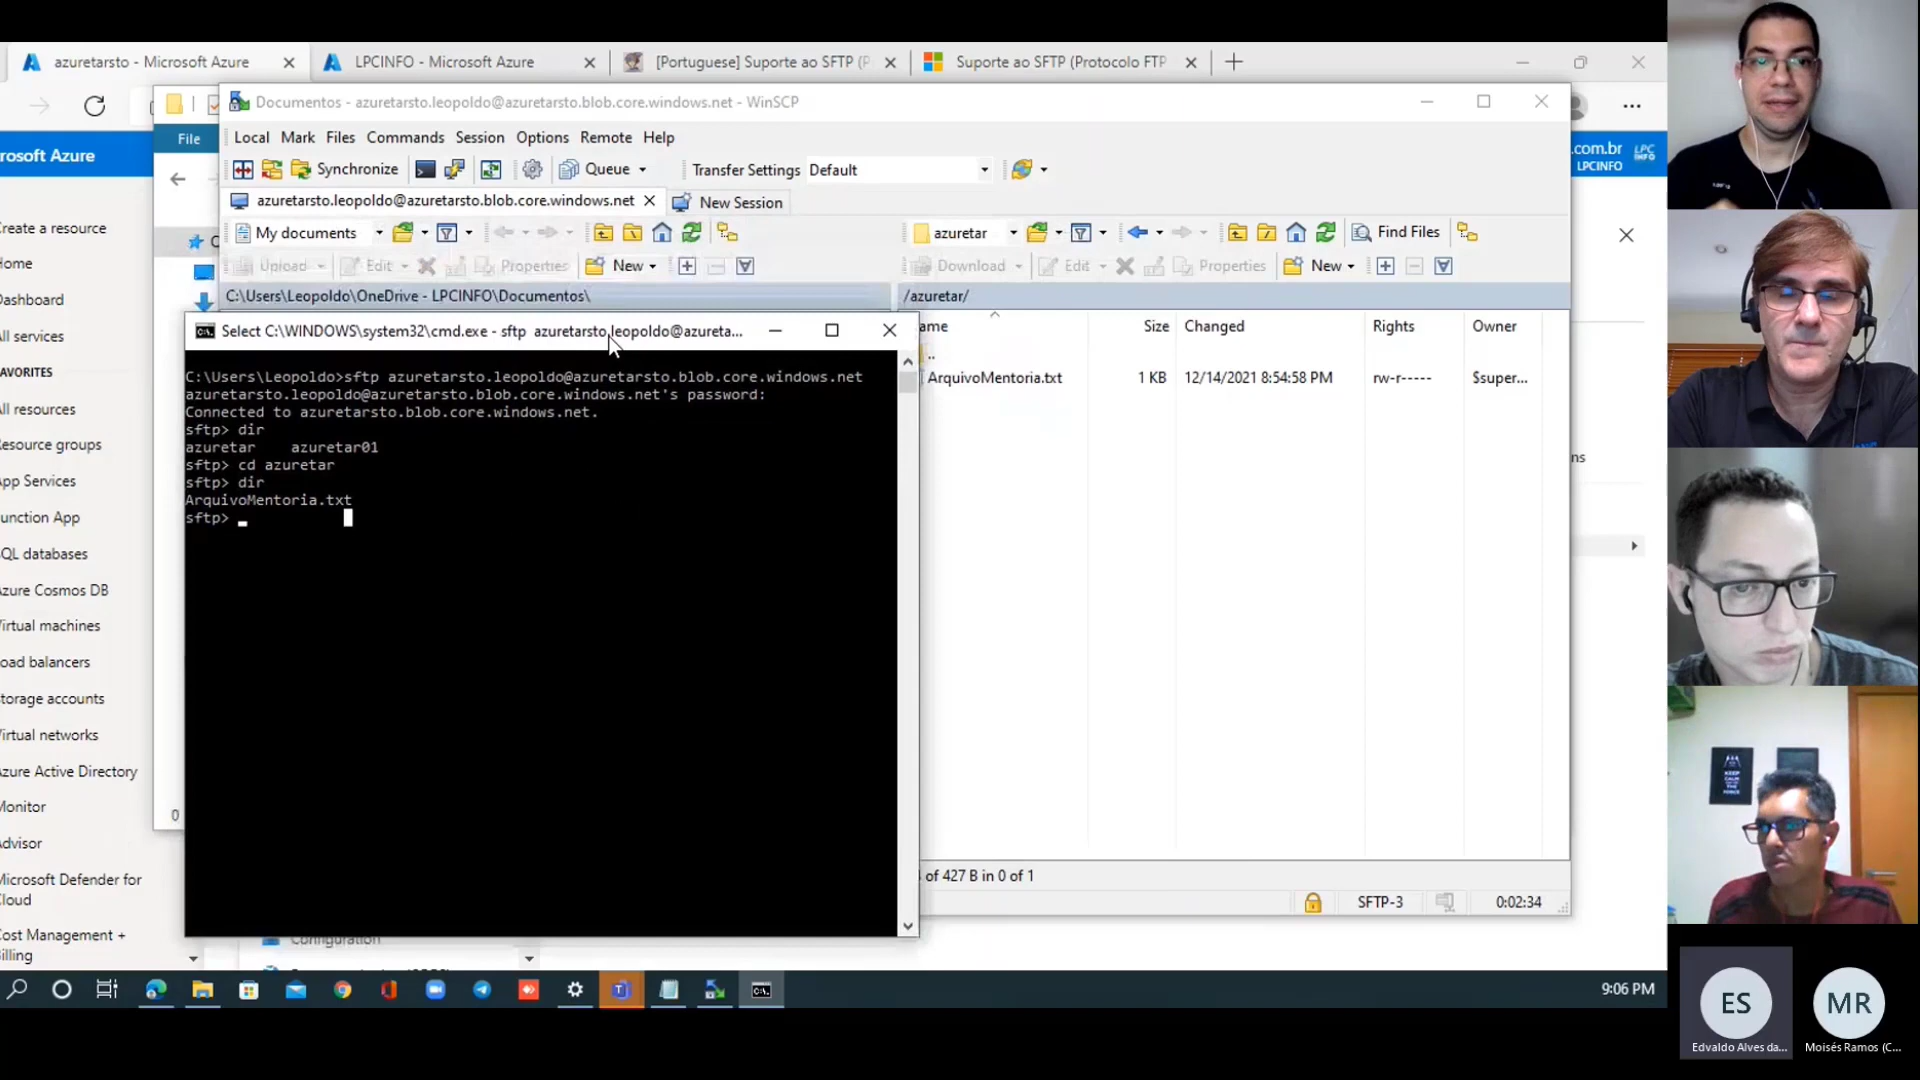 azuretarsto - Microsoft Azure
LPCINFO - Microsoft Azure
[Portuguese] Suporte ao SFTP (P
Suporte ao SFTP (Protocolo FTP
rosoft Azure
File
Documentos - azuretarsto.leopoldo@azuretarsto.blob.core.windows.net - WinSCP
.com.br
LPCINFO
LPC
INFO
Local Mark Files Commands Session Options Remote Help
Synchronize
Queue
Transfer Settings Default
azuretarsto.leopoldo@azuretarsto.blob.core.windows.net
New Session
My documents
azuretar
Find Files
Upload Edit Properties New
Download Edit Properties New
C:\Users\Leopoldo\OneDrive - LPCINFO\Documentos\
/azuretar/
ame Size Changed Rights Owner
..
ArquivoMentoria.txt 1 KB 12/14/2021 8:54:58 PM rw-r----- $super...
of 427 B in 0 of 1
SFTP-3 0:02:34
Select C:\WINDOWS\system32\cmd.exe - sftp azuretarsto.leopoldo@azureta...
C:\Users\Leopoldo>sftp azuretarsto.leopoldo@azuretarsto.blob.core.windows.net
azuretarsto.leopoldo@azuretarsto.blob.core.windows.net's password:
Connected to azuretarsto.blob.core.windows.net.
sftp> dir
azuretar azuretar01
sftp> cd azuretar
sftp> dir
ArquivoMentoria.txt
sftp>
reate a resource
ome
ashboard
ll services
AVORITES
ll resources
esource groups
pp Services
unction App
QL databases
zure Cosmos DB
irtual machines
oad balancers
torage accounts
irtual networks
zure Active Directory
onitor
dvisor
icrosoft Defender for
loud
ost Management +
illing
0
ns
Configuration
9:06 PM
KEEP
CALM
FORCE
ES
Edvaldo Alves da...
MR
Moisés Ramos (C...